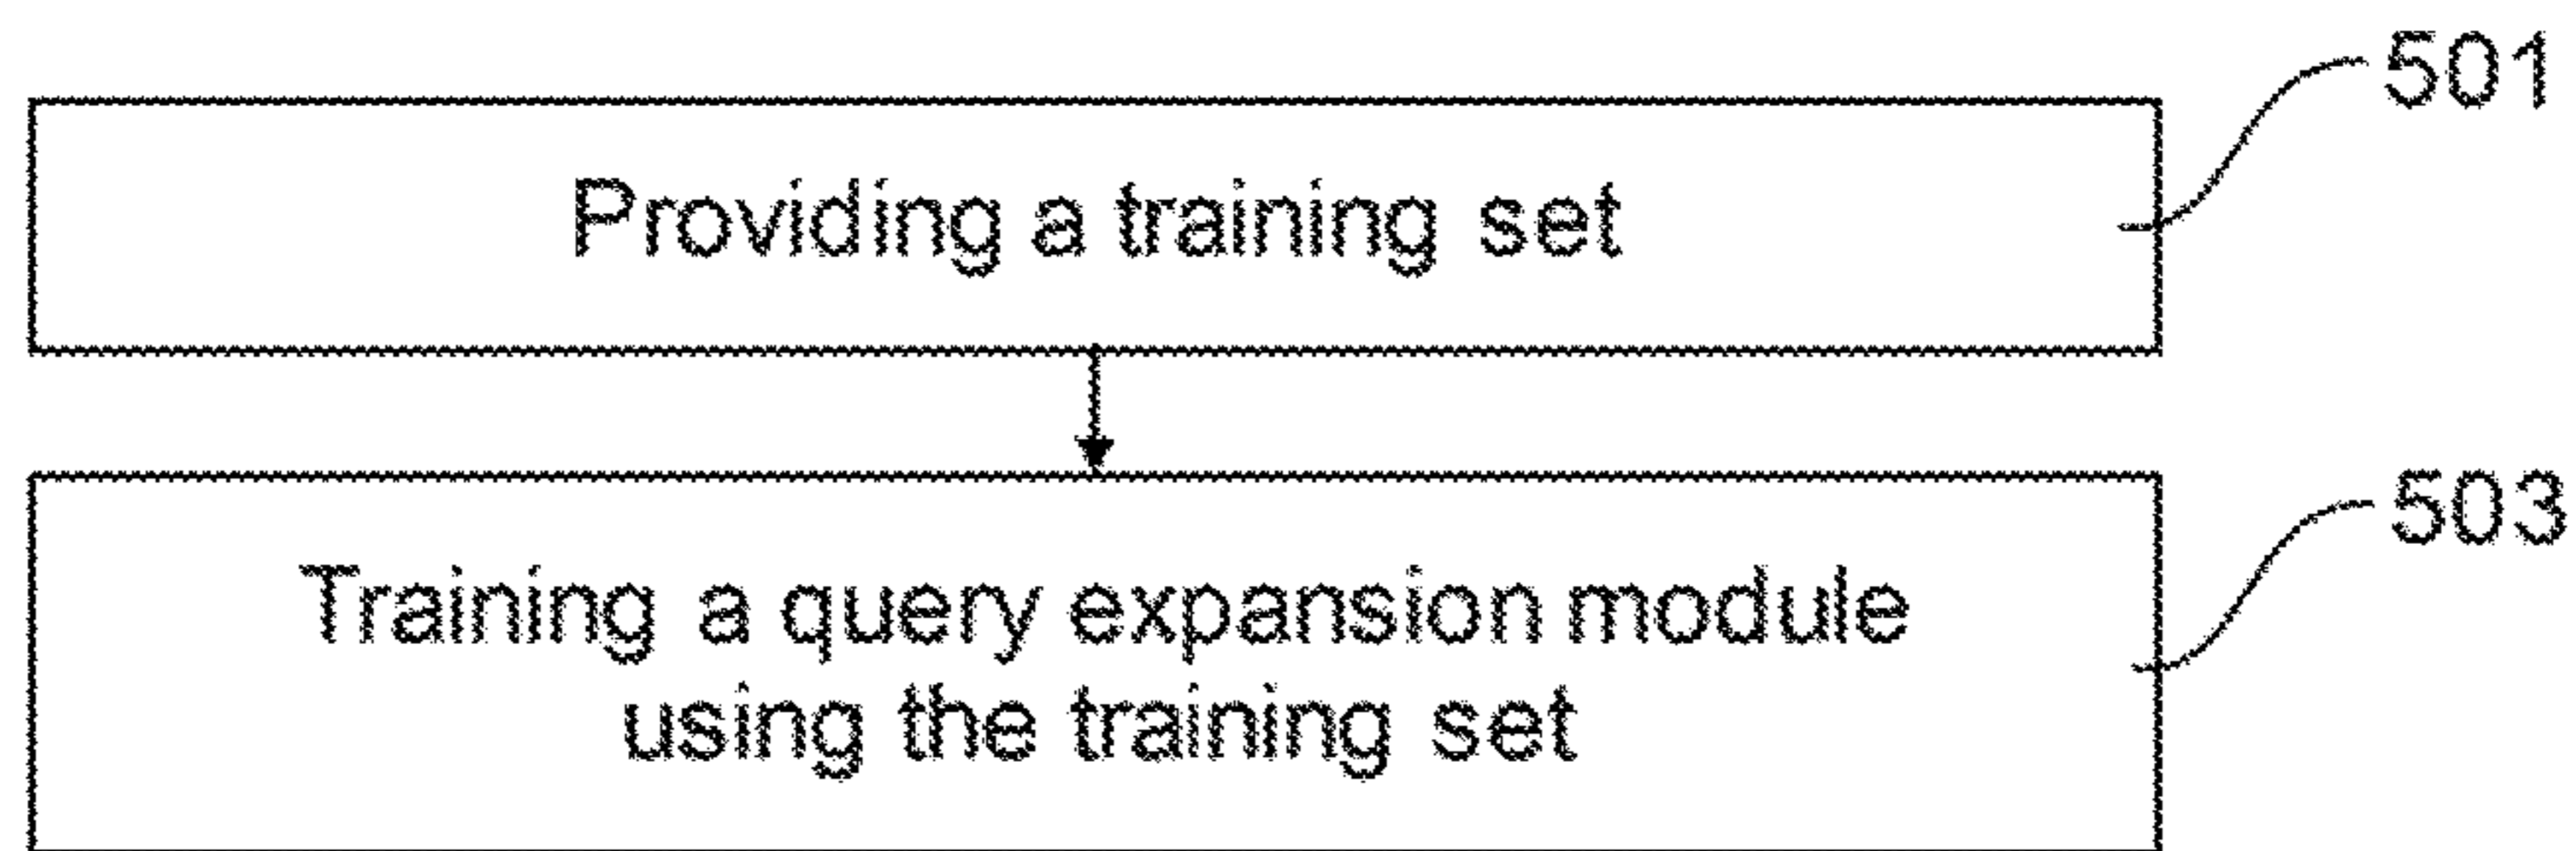 501
Providing a training set
503
Training a query expansion module
using the training set